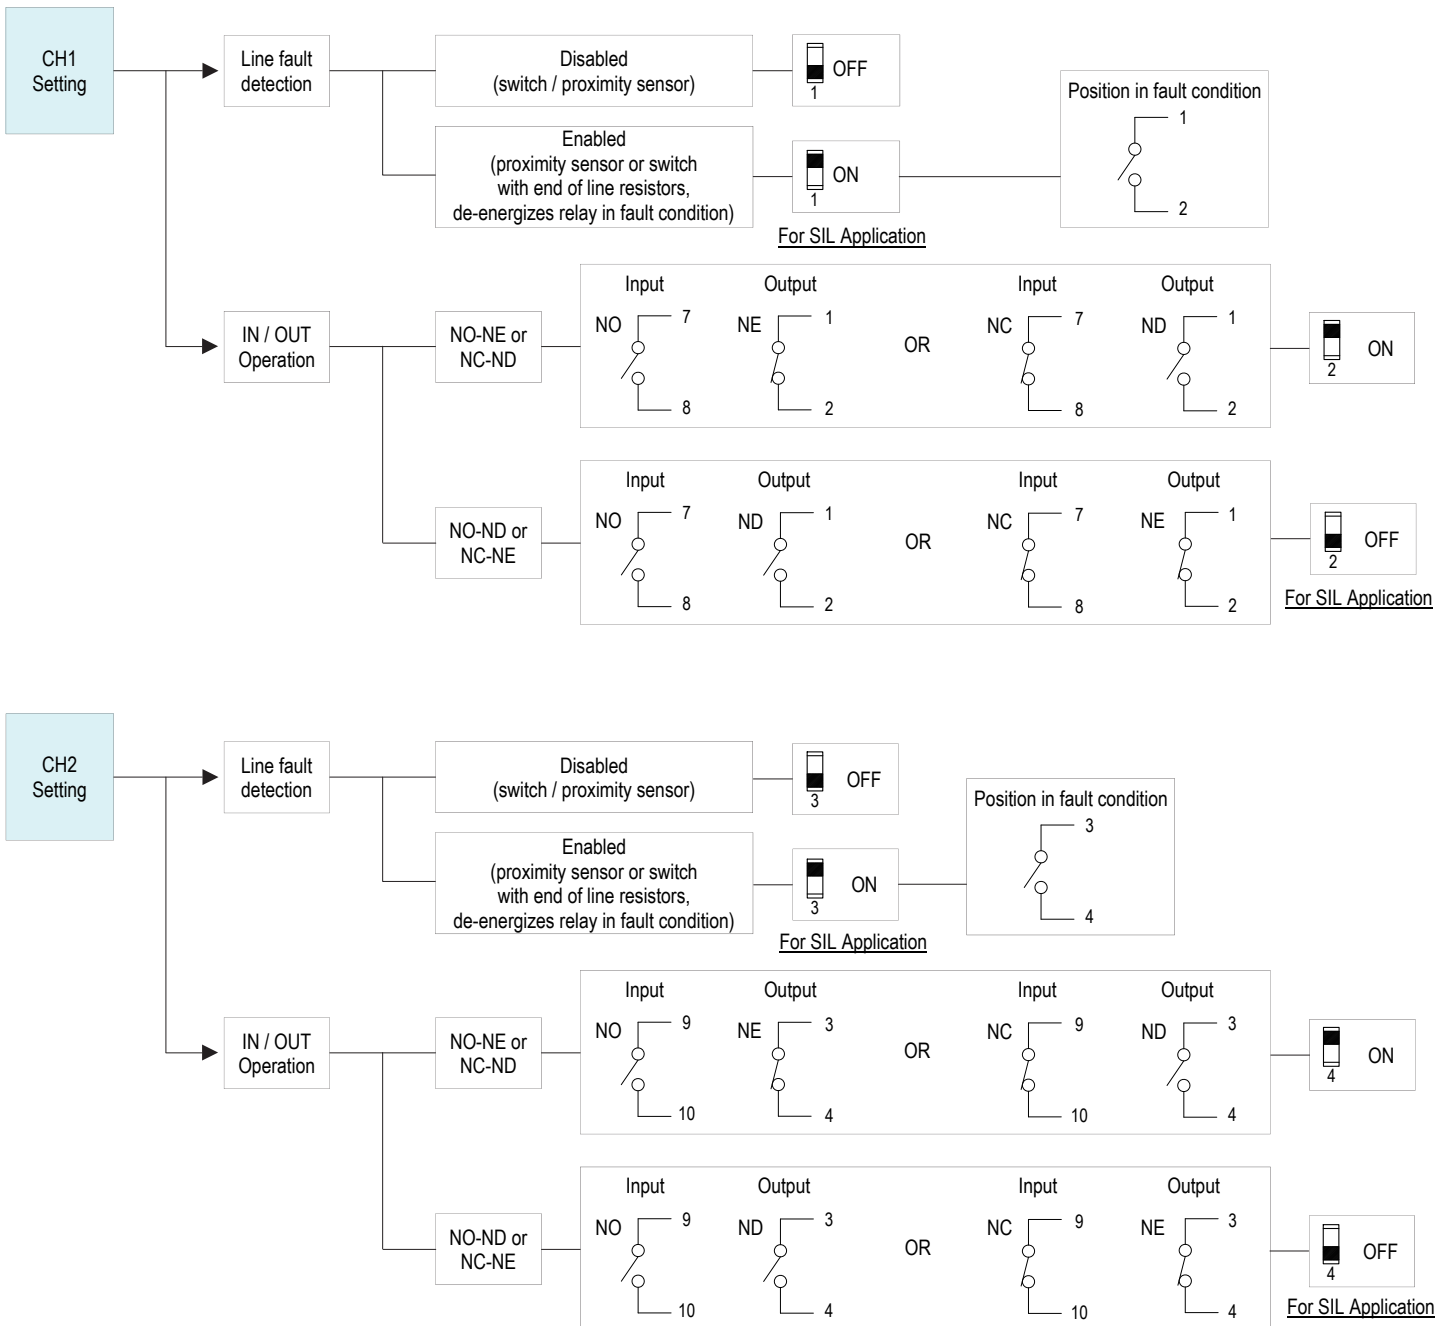 CH1
Setting
Line fault
detection
Disabled
(switch / proximity sensor)
1
OFF
Enabled
(proximity sensor or switch
with end of line resistors,
de-energizes relay in fault condition)
1
ON
For SIL Application
Position in fault condition
1
2
IN / OUT
Operation
NO-NE or
NC-ND
Input
NO
7
8
Output
NE
1
2
OR
Input
NC
7
8
Output
ND
1
2
2
ON
NO-ND or
NC-NE
Input
NO
7
8
Output
ND
1
2
OR
Input
NC
7
8
Output
NE
1
2
2
OFF
For SIL Application
CH2
Setting
Line fault
detection
Disabled
(switch / proximity sensor)
3
OFF
Enabled
(proximity sensor or switch
with end of line resistors,
de-energizes relay in fault condition)
3
ON
For SIL Application
Position in fault condition
3
4
IN / OUT
Operation
NO-NE or
NC-ND
Input
NO
9
10
Output
NE
3
4
OR
Input
NC
9
10
Output
ND
3
4
4
ON
NO-ND or
NC-NE
Input
NO
9
10
Output
ND
3
4
OR
Input
NC
9
10
Output
NE
3
4
4
OFF
For SIL Application